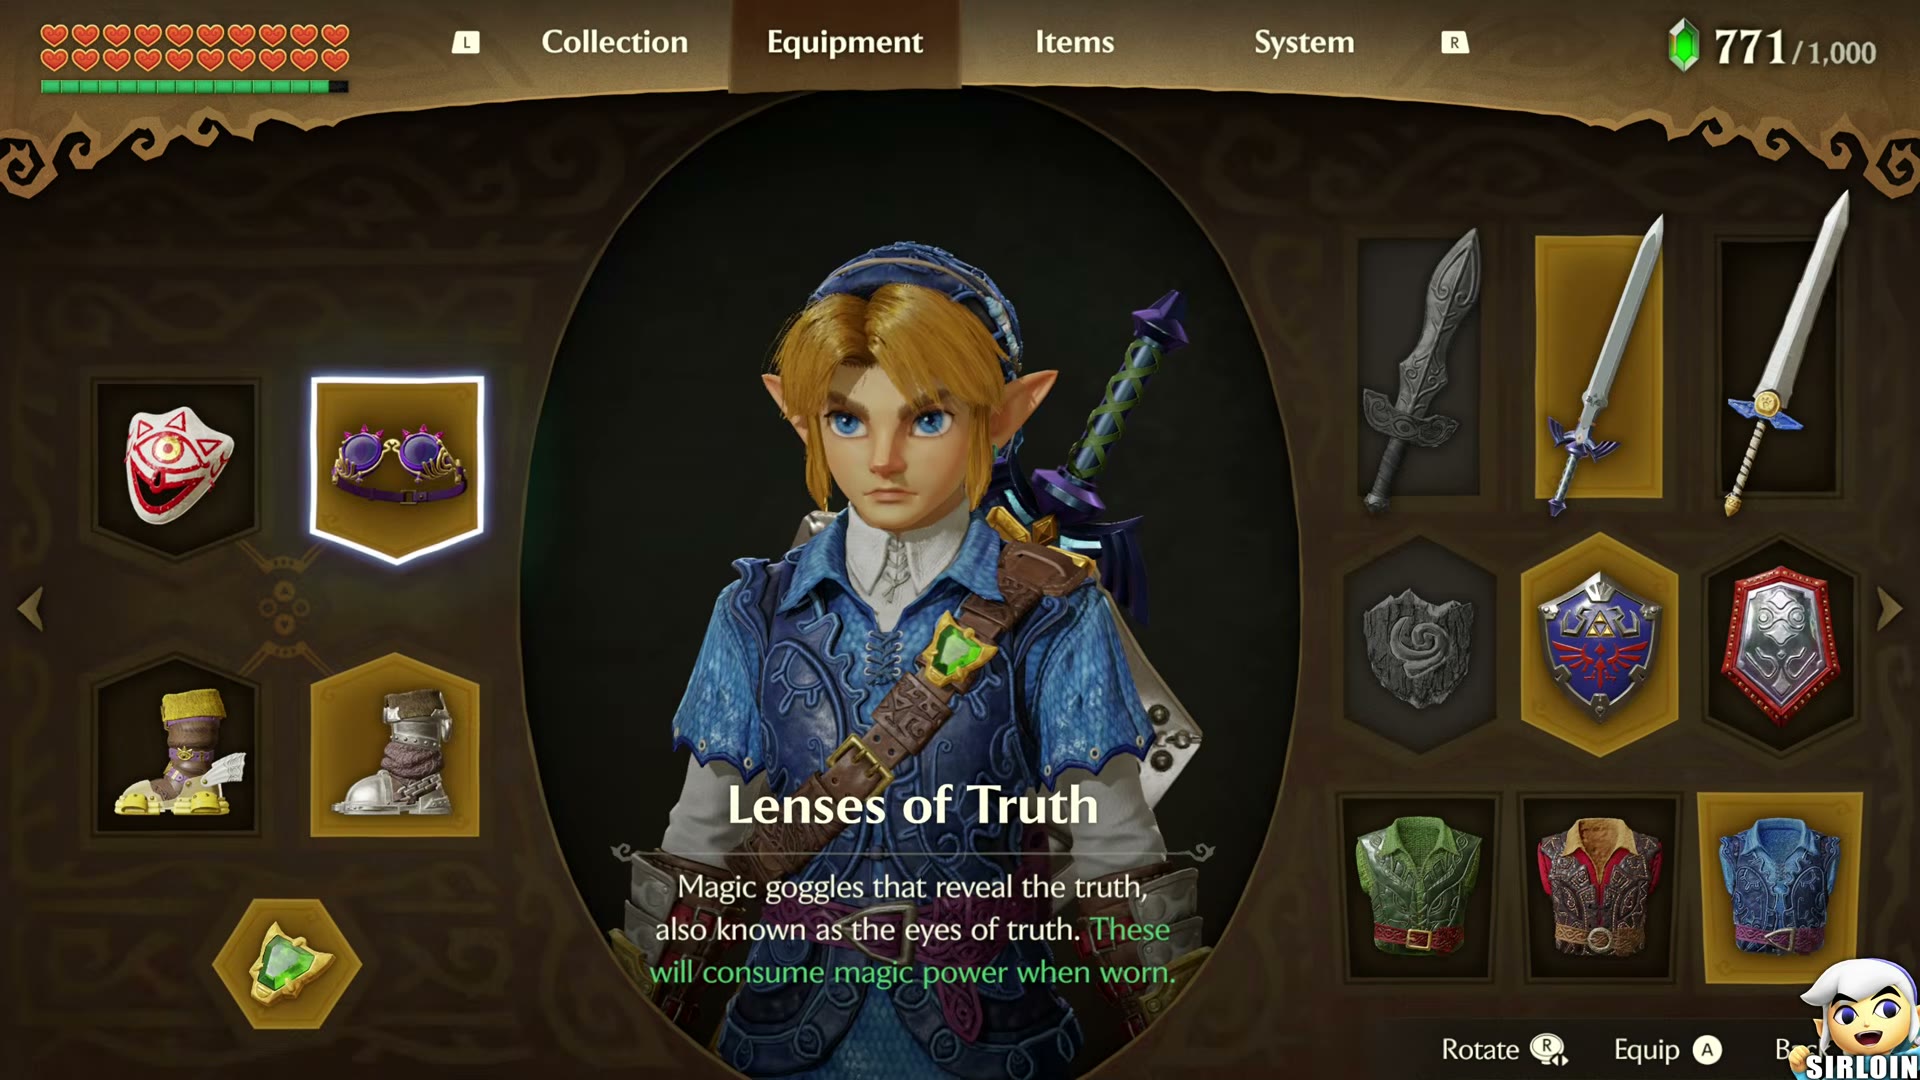 L Collection Equipment Items System R 771/1,000
Lenses of Truth
Magic goggles that reveal the truth,
also known as the eyes of truth. These
will consume magic power when worn.
Rotate R Equip A
SIRLOIN